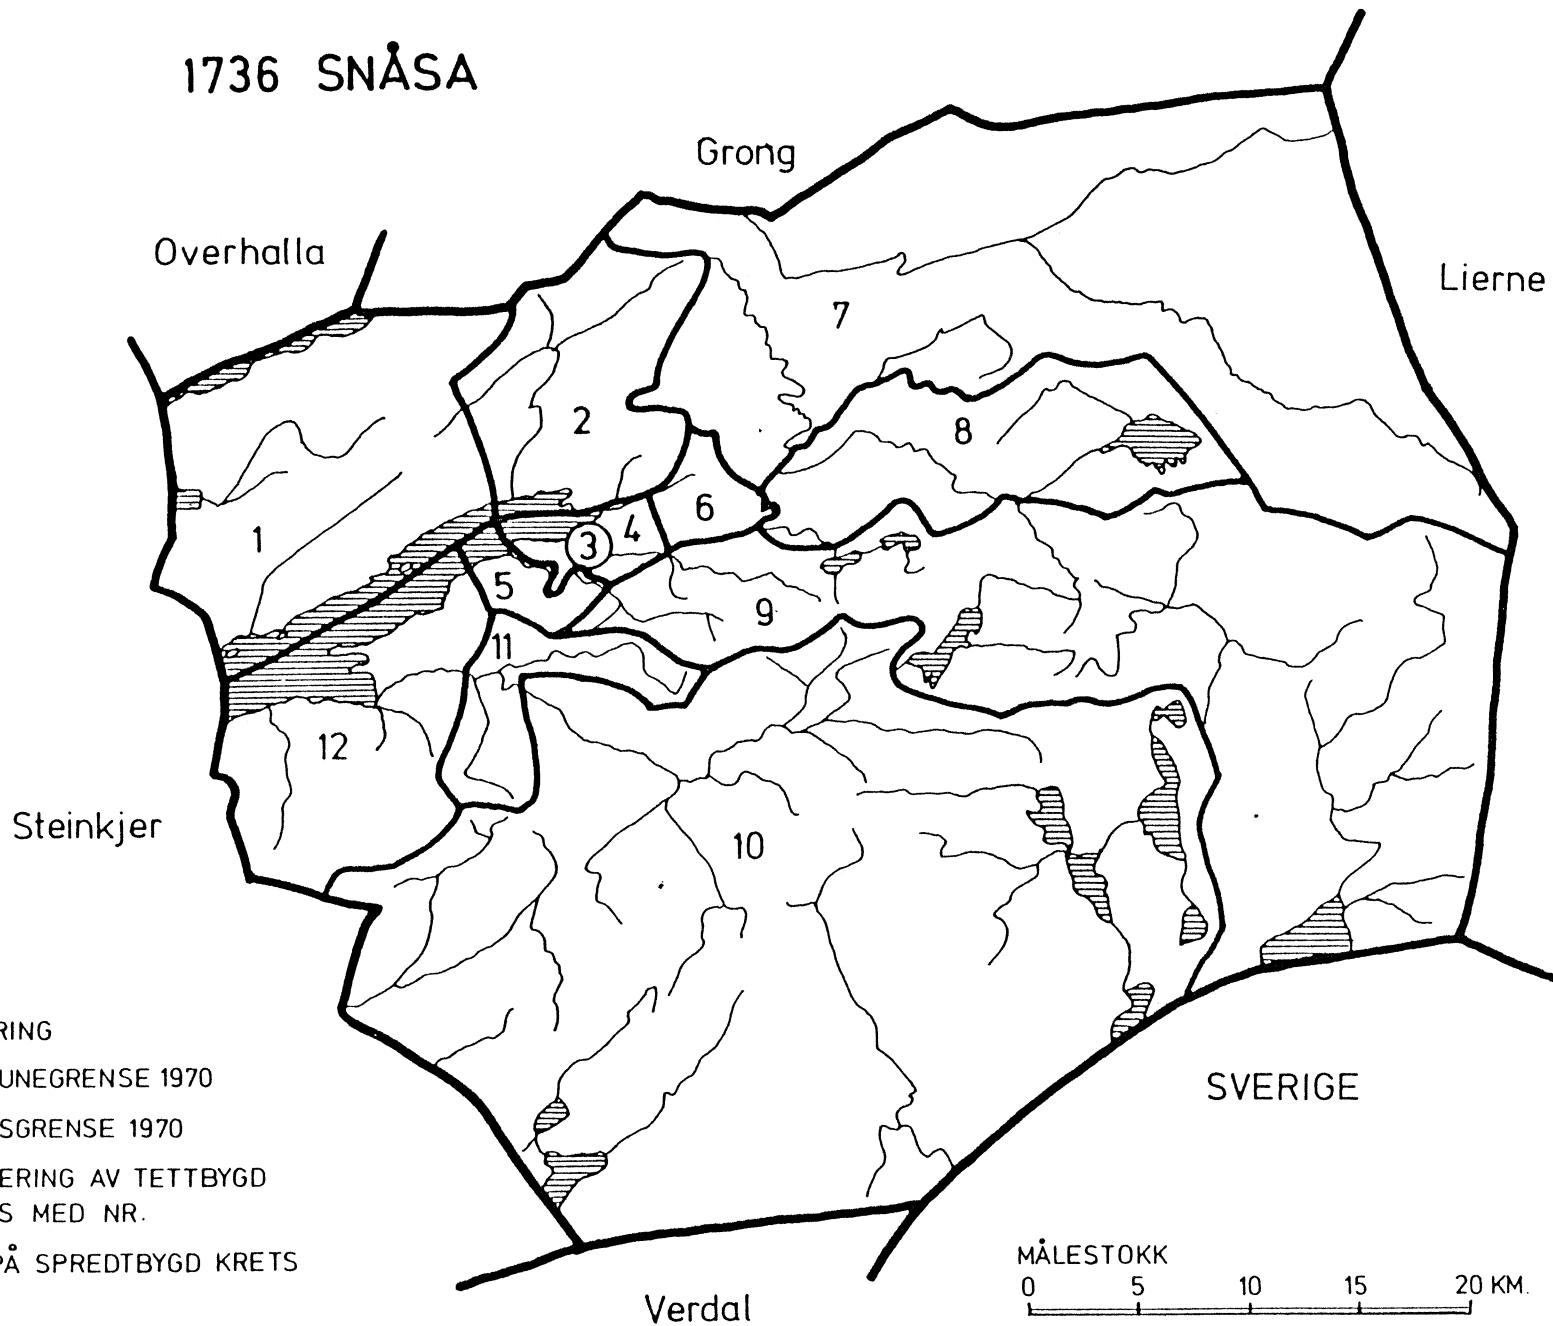 1736 SNÅSA
Grong
Overhalla
Lierne
7
2
8
6
1
4
3
5
9
11
12
Steinkjer
10
RING
UNEGRENSE 1970
SGRENSE 1970
ERING AV TETTBYGD
S MED NR.
PÅ SPREDTBYGD KRETS
SVERIGE
MÅLESTOKK
0 5 10 15 20 KM.
Verdal